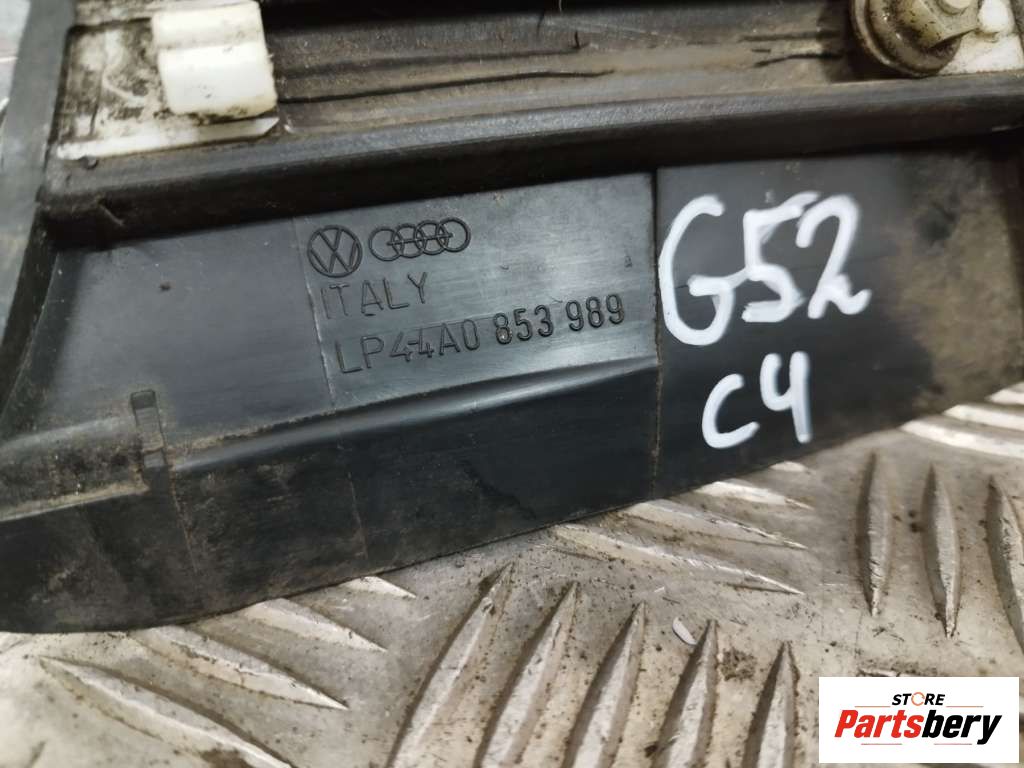 ITALY
LP44A0 853 989
G52
C4
STORE
Partsbery